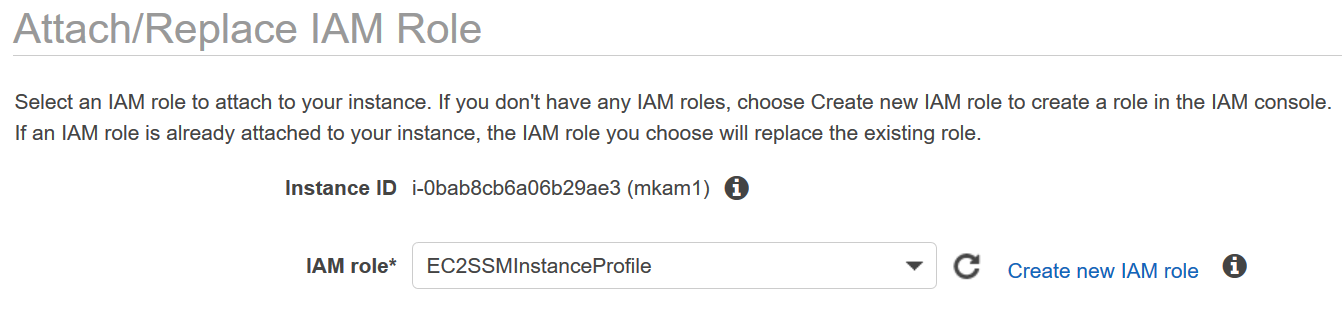 Attach/Replace IAM Role
Select an IAM role to attach to your instance. If you don't have any IAM roles, choose Create new IAM role to create a role in the IAM console.
If an IAM role is already attached to your instance, the IAM role you choose will replace the existing role.
Instance ID i-0bab8cb6a06b29ae3 (mkam1)
IAM role* EC2SSMInstanceProfile Create new IAM role